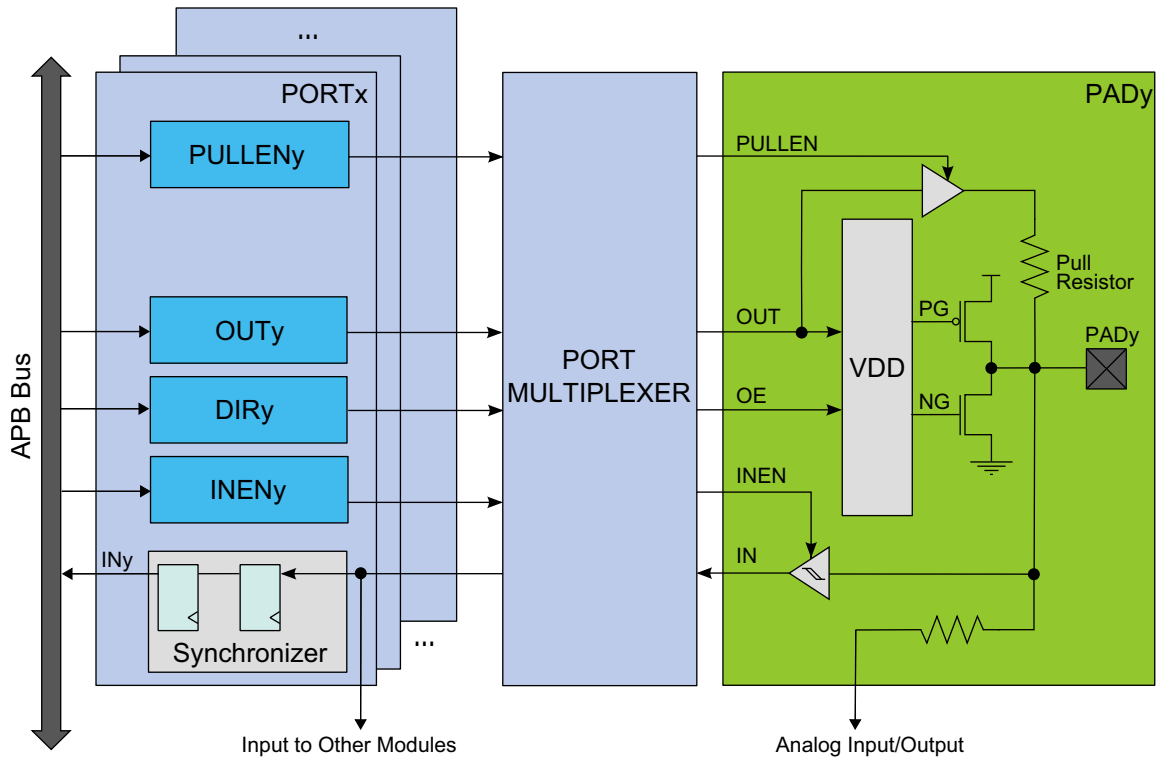 ...
PORTx
PADy
PULLENy
PULLEN
Pull
Resistor
OUTy
OUT
PG
PADy
PORT
MULTIPLEXER
VDD
APB Bus
DIRy
OE
NG
INENy
INEN
INy
IN
Synchronizer
...
Input to Other Modules
Analog Input/Output